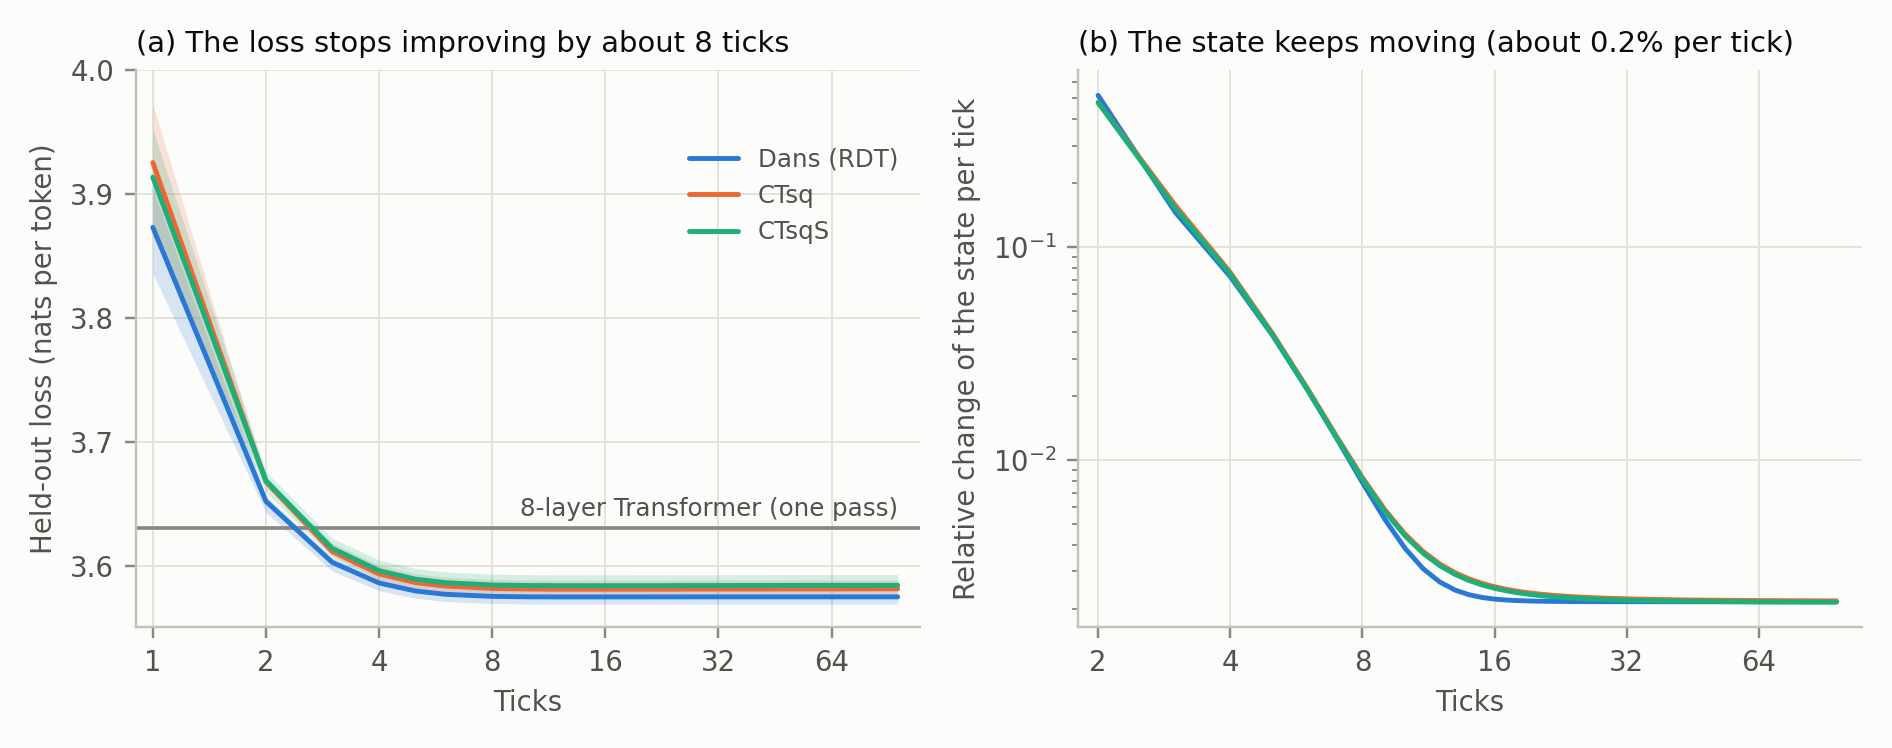 (a) The loss stops improving by about 8 ticks
Held-out loss (nats per token)
4.0
3.9
3.8
3.7
3.6
Dans (RDT)
CTsq
CTsqS
8-layer Transformer (one pass)
1 2 4 8 16 32 64
Ticks
(b) The state keeps moving (about 0.2% per tick)
Relative change of the state per tick
10⁻¹
10⁻²
2 4 8 16 32 64
Ticks